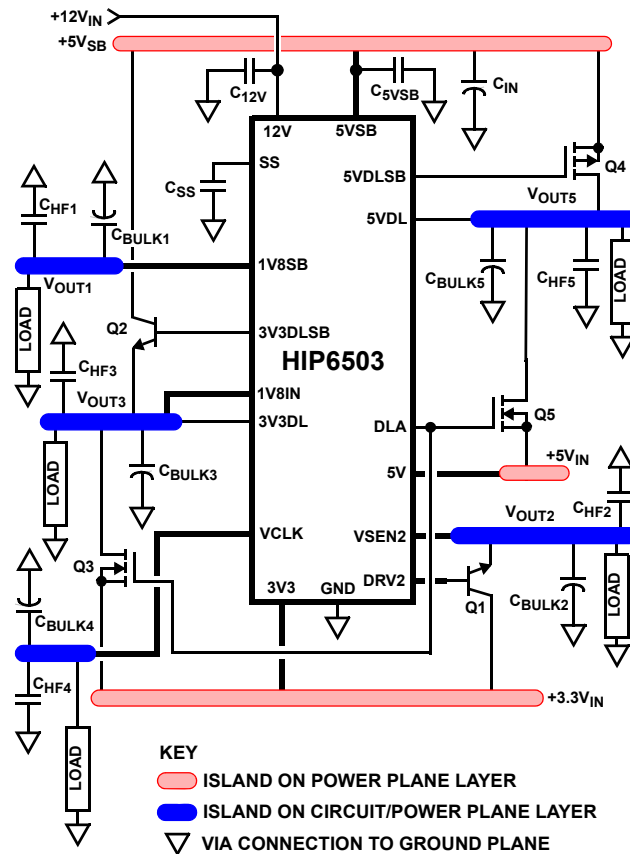 +12VIN
+5VSB
C12V
C5VSB
CIN
12V
5VSB
SS
CSS
5VDLSB
Q4
CHF1
CBULK1
5VDL
VOUT5
1V8SB
VOUT1
CBULK5
CHF5
LOAD
LOAD
Q2
3V3DLSB
HIP6503
CHF3
VOUT3
1V8IN
3V3DL
DLA
Q5
+5VIN
5V
LOAD
CBULK3
CHF2
VCLK
VSEN2
VOUT2
Q3
3V3
GND
DRV2
Q1
CBULK2
LOAD
CBULK4
CHF4
+3.3VIN
LOAD
KEY
ISLAND ON POWER PLANE LAYER
ISLAND ON CIRCUIT/POWER PLANE LAYER
VIA CONNECTION TO GROUND PLANE